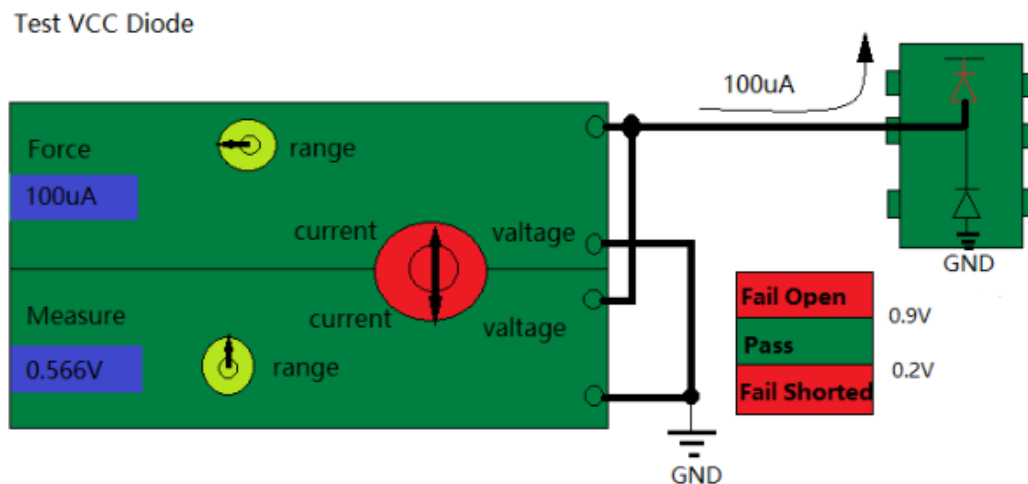 Test VCC Diode
100uA
Force
range
100uA
current
valtage
GND
Measure
current
valtage
Fail Open
0.9V
Pass
0.566V
range
0.2V
Fail Shorted
GND